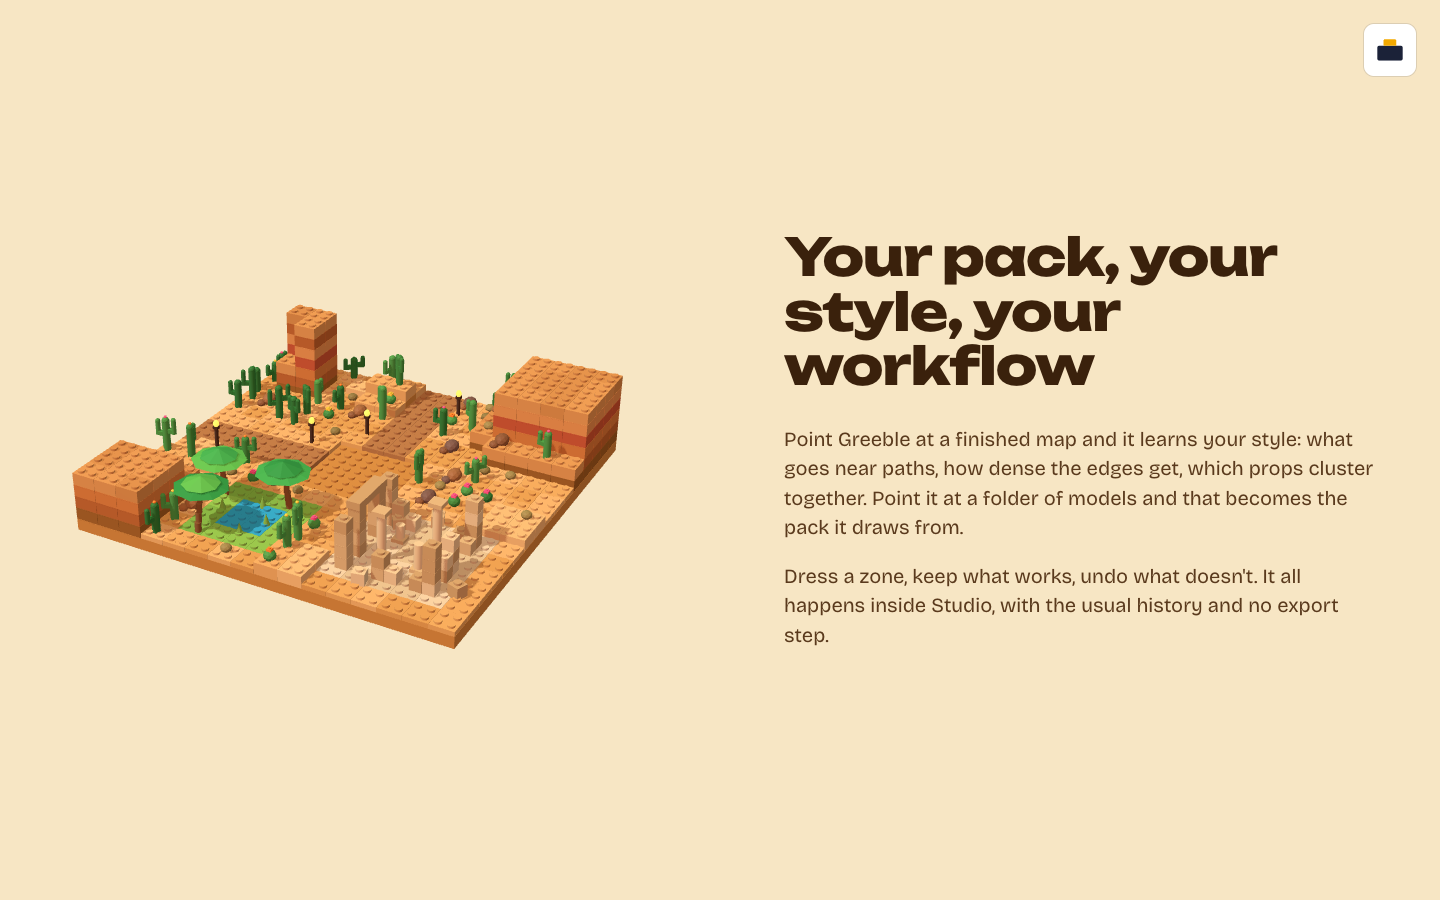 Your pack, your
style, your
workflow
Point Greeble at a finished map and it learns your style: what
goes near paths, how dense the edges get, which props cluster
together. Point it at a folder of models and that becomes the
pack it draws from.
Dress a zone, keep what works, undo what doesn't. It all
happens inside Studio, with the usual history and no export
step.